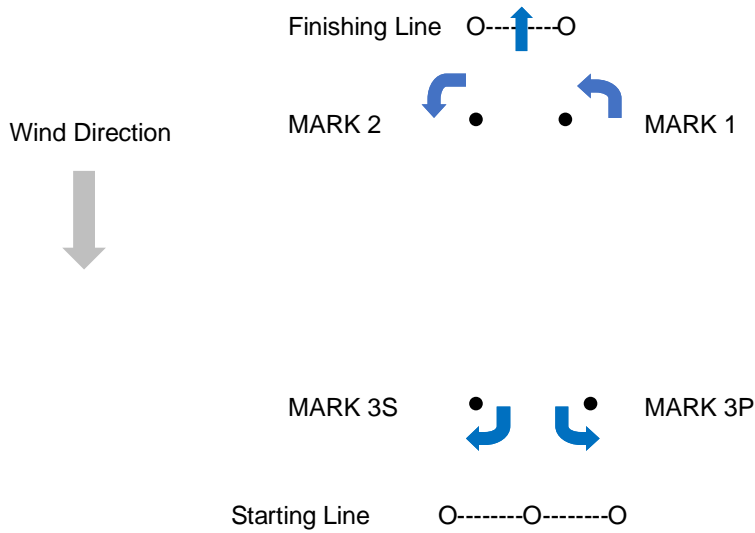 Finishing Line O---------O
MARK 2 MARK 1
Wind Direction
MARK 3S MARK 3P
Starting Line O--------O--------O